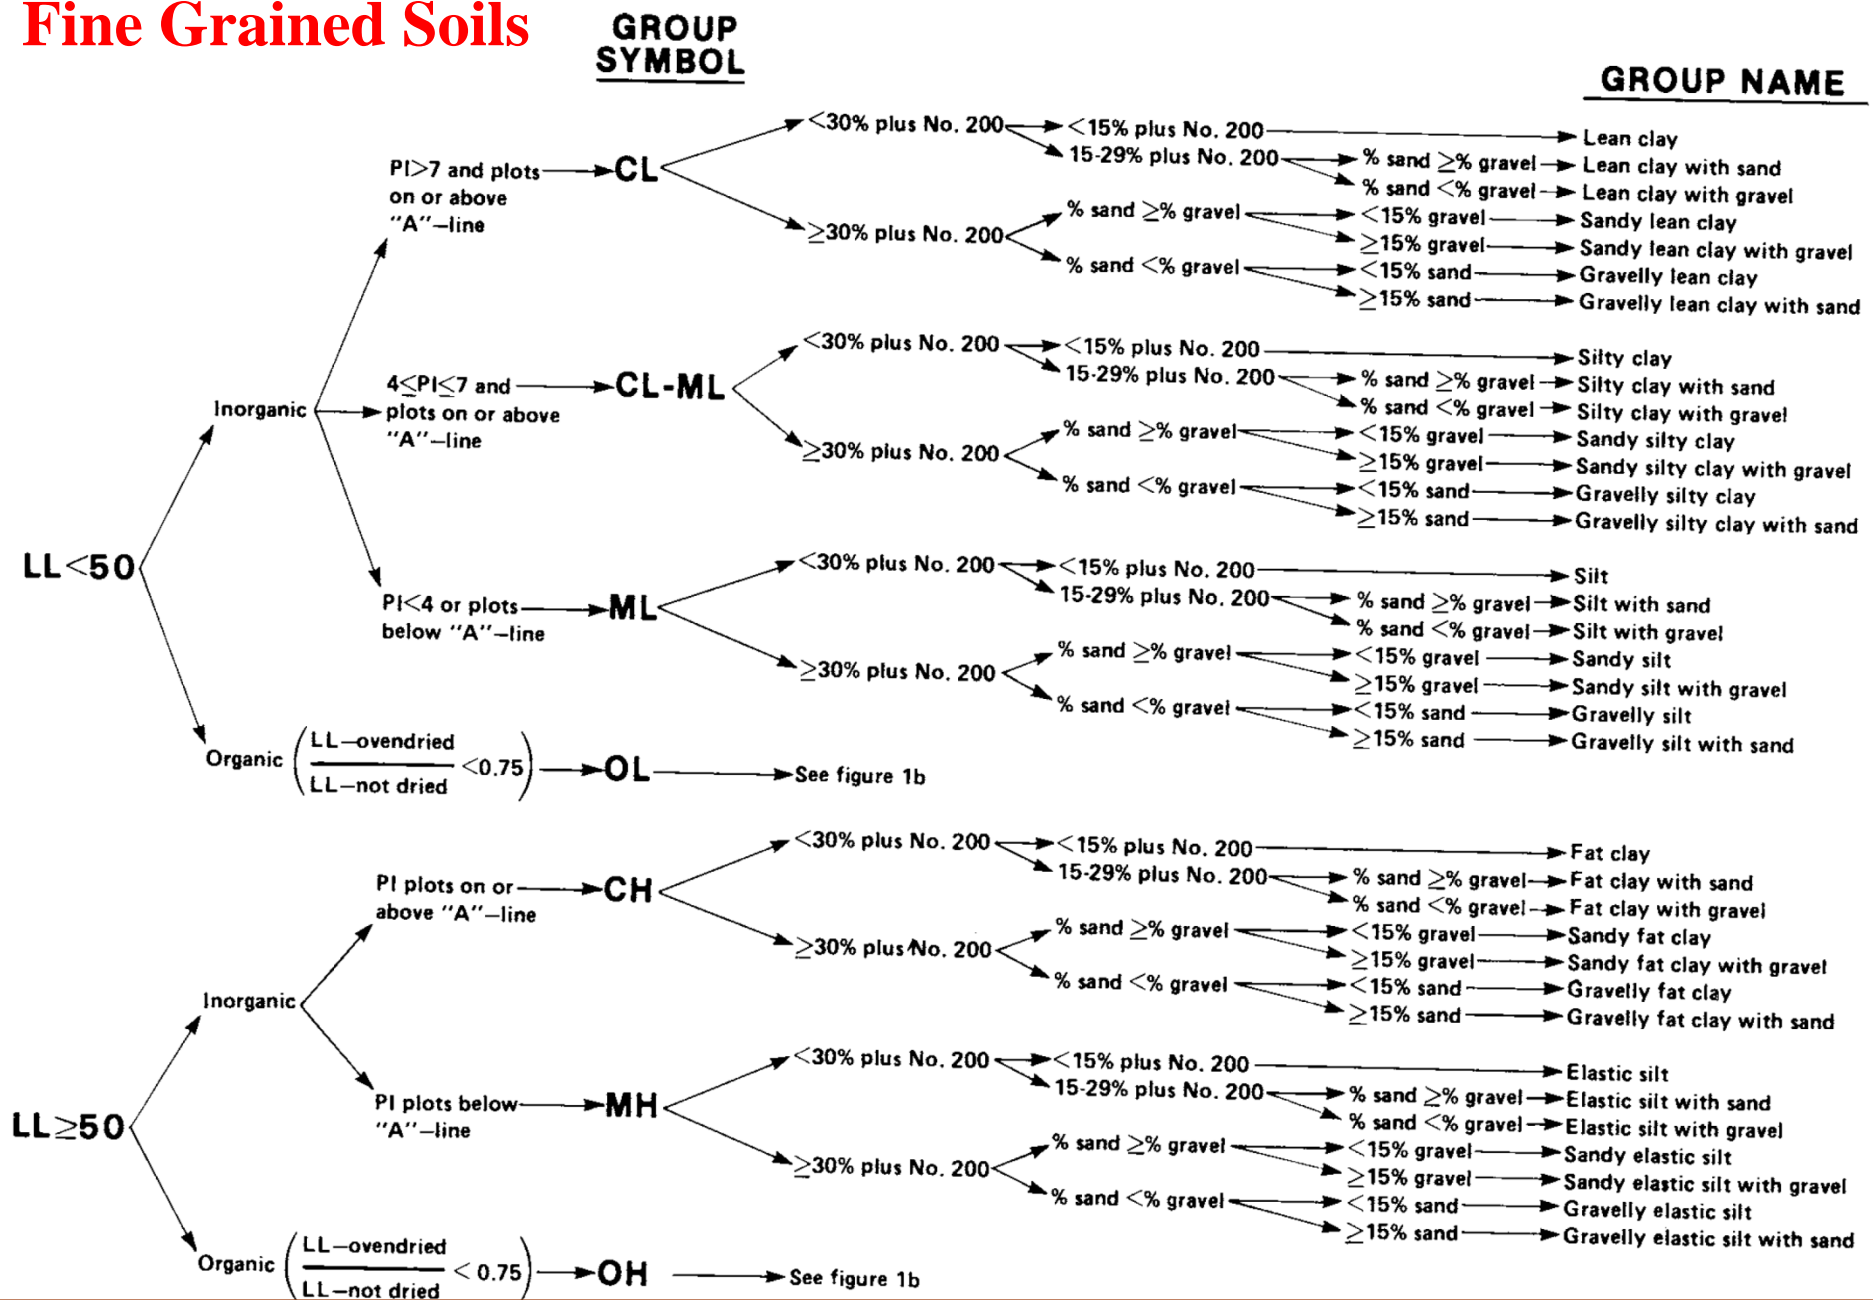 Fine Grained Soils
GROUP
SYMBOL
GROUP NAME
LL<50
Inorganic
PI>7 and plots
on or above
"A"—line
CL
<30% plus No. 200
<15% plus No. 200
Lean clay
15-29% plus No. 200
% sand ≥% gravel
Lean clay with sand
% sand <% gravel
Lean clay with gravel
≥30% plus No. 200
% sand ≥% gravel
<15% gravel
Sandy lean clay
≥15% gravel
Sandy lean clay with gravel
% sand <% gravel
<15% sand
Gravelly lean clay
≥15% sand
Gravelly lean clay with sand
4≤PI≤7 and
plots on or above
"A"—line
CL-ML
<30% plus No. 200
<15% plus No. 200
Silty clay
15-29% plus No. 200
% sand ≥% gravel
Silty clay with sand
% sand <% gravel
Silty clay with gravel
≥30% plus No. 200
% sand ≥% gravel
<15% gravel
Sandy silty clay
≥15% gravel
Sandy silty clay with gravel
% sand <% gravel
<15% sand
Gravelly silty clay
≥15% sand
Gravelly silty clay with sand
PI<4 or plots
below "A"—line
ML
<30% plus No. 200
<15% plus No. 200
Silt
15-29% plus No. 200
% sand ≥% gravel
Silt with sand
% sand <% gravel
Silt with gravel
≥30% plus No. 200
% sand ≥% gravel
<15% gravel
Sandy silt
≥15% gravel
Sandy silt with gravel
% sand <% gravel
<15% sand
Gravelly silt
≥15% sand
Gravelly silt with sand
Organic
LL—ovendried
LL—not dried
<0.75
OL
See figure 1b
LL≥50
Inorganic
PI plots on or
above "A"—line
CH
<30% plus No. 200
<15% plus No. 200
Fat clay
15-29% plus No. 200
% sand ≥% gravel
Fat clay with sand
% sand <% gravel
Fat clay with gravel
≥30% plus No. 200
% sand ≥% gravel
<15% gravel
Sandy fat clay
≥15% gravel
Sandy fat clay with gravel
% sand <% gravel
<15% sand
Gravelly fat clay
≥15% sand
Gravelly fat clay with sand
PI plots below
"A"—line
MH
<30% plus No. 200
<15% plus No. 200
Elastic silt
15-29% plus No. 200
% sand ≥% gravel
Elastic silt with sand
% sand <% gravel
Elastic silt with gravel
≥30% plus No. 200
% sand ≥% gravel
<15% gravel
Sandy elastic silt
≥15% gravel
Sandy elastic silt with gravel
% sand <% gravel
<15% sand
Gravelly elastic silt
≥15% sand
Gravelly elastic silt with sand
Organic
LL—ovendried
LL—not dried
< 0.75
OH
See figure 1b